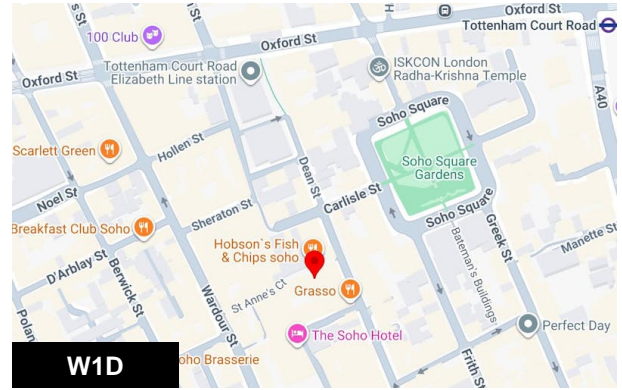 Oxford St
Tottenham Court Road
100 Club
Oxford St
Tottenham Court Road
Elizabeth Line station
ISKCON London
Radha-Krishna Temple
A40
Oxford St
Soho Square
Hollen St
Scarlett Green
Soho Square
Gardens
Dean St
Carlisle St
Noel St
Sheraton St
Soho Square
Breakfast Club Soho
Greek St
Manette St
Hobson`s Fish
& Chips soho
Bateman's Buildings
D'Arblay St
Berwick St
Wardour St
St Anne's Ct
Grasso
Polan
The Soho Hotel
Perfect Day
oho Brasserie
Frith St
W1D